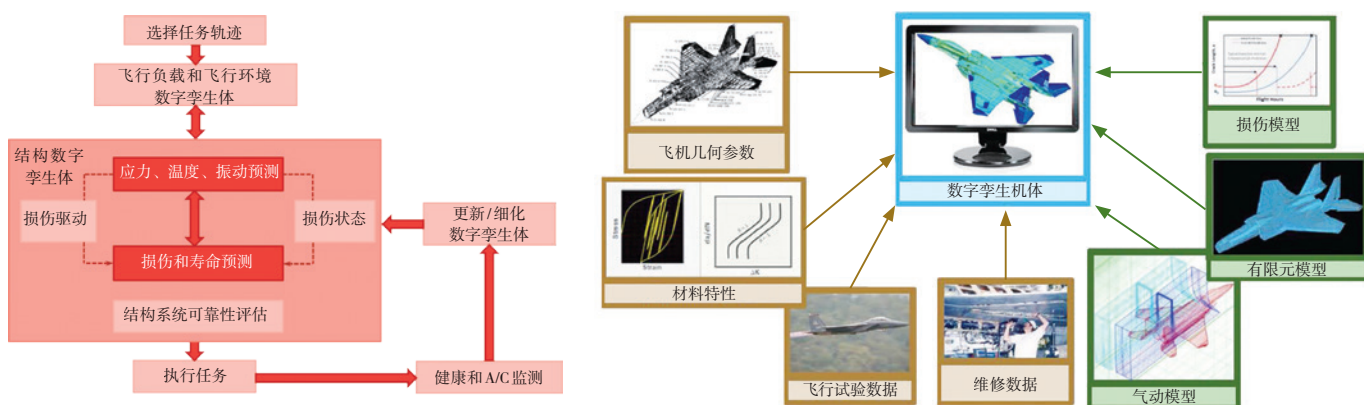 选择任务轨迹
飞行负载和飞行环境
数字孪生体
结构数字
孪生体
应力、温度、振动预测
损伤驱动
损伤状态
损伤和寿命预测
结构系统可靠性评估
更新/细化
数字孪生体
执行任务
健康和A/C监测
飞机几何参数
数字孪生机体
损伤模型
Flight Hours
Stress
Strain
ΔK
材料特性
有限元模型
飞行试验数据
维修数据
气动模型